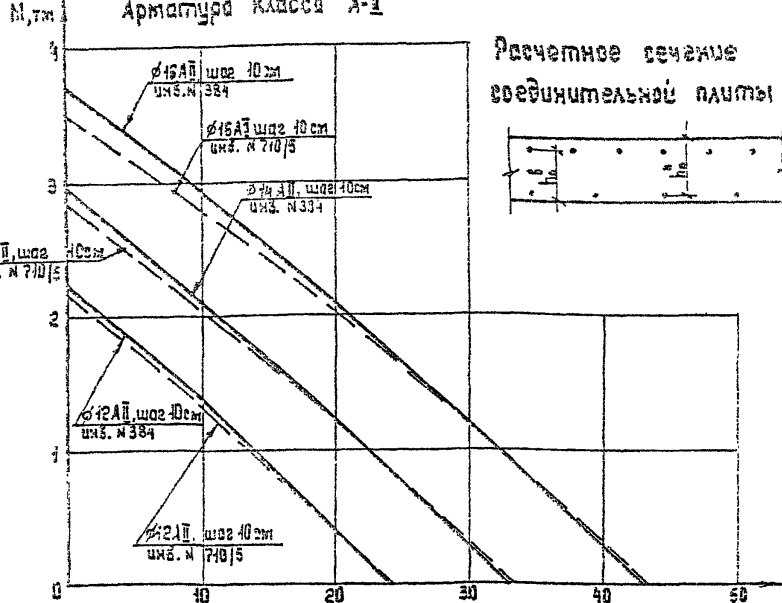 М, тм
Арматура класса А-II
Расчетное сечение
соединительной плиты
4
ø16АII, шаг 10см
инв. N 384
ø16АII шаг 10см
инв. N 710/5
3
ø14АII, шаг 10см
инв. N 384
II, шаг 10см
. N 710/5
2
ø12АII, шаг 10см
инв. N 384
1
ø12АII, шаг 10см
инв. N 710/5
0 10 20 30 40 50